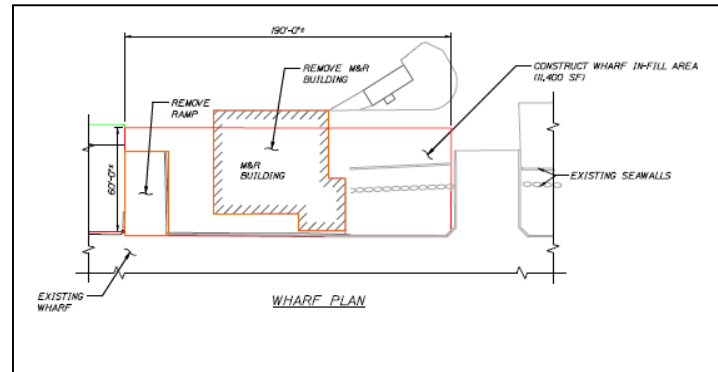 190'-0"±
REMOVE M&R
BUILDING
CONSTRUCT WHARF IN-FILL AREA
(11,400 SF)
REMOVE
RAMP
60'-0"±
M&R
BUILDING
EXISTING SEAWALLS
EXISTING
WHARF
WHARF PLAN